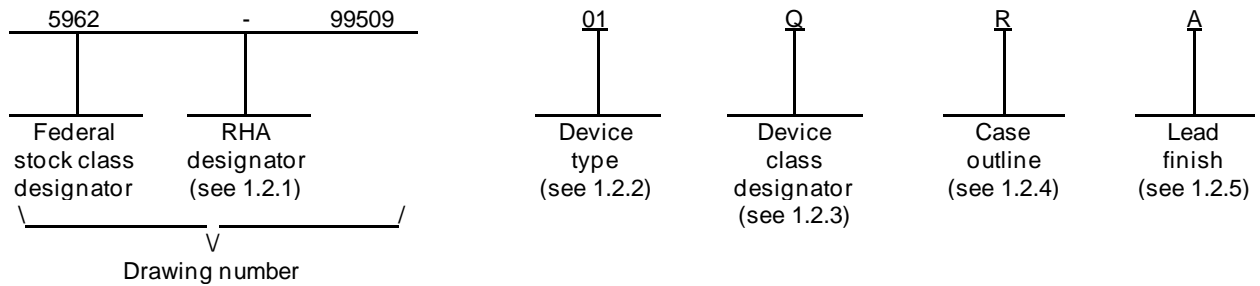 5962 - 99509 01 Q R A
Federal stock class designator
RHA designator (see 1.2.1)
Device type (see 1.2.2)
Device class designator (see 1.2.3)
Case outline (see 1.2.4)
Lead finish (see 1.2.5)
Drawing number